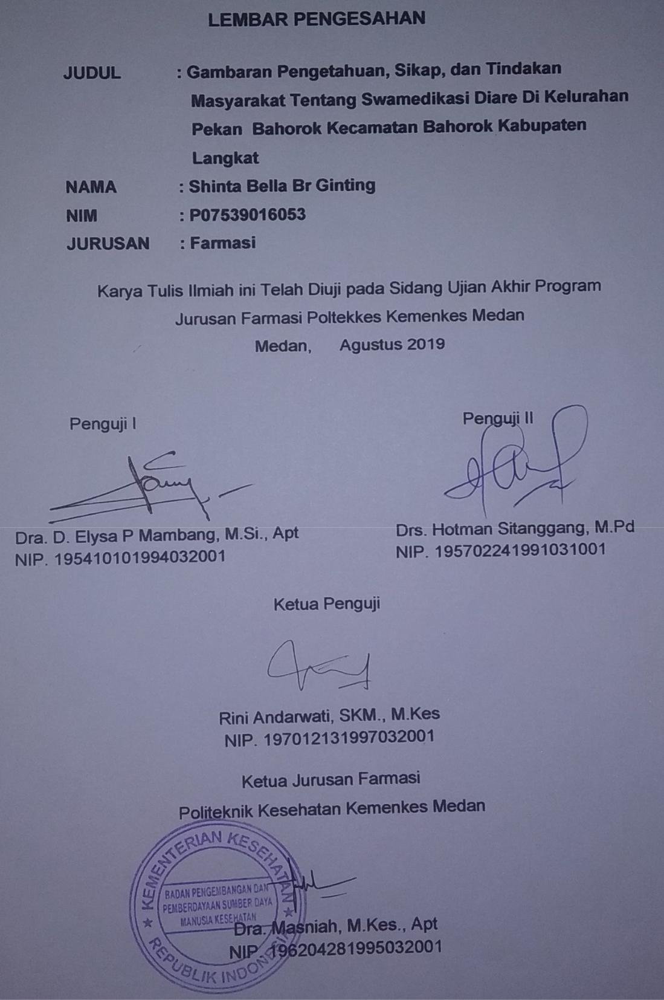 LEMBAR PENGESAHAN
JUDUL : Gambaran Pengetahuan, Sikap, dan Tindakan
Masyarakat Tentang Swamedikasi Diare Di Kelurahan
Pekan Bahorok Kecamatan Bahorok Kabupaten
Langkat
NAMA : Shinta Bella Br Ginting
NIM : P07539016053
JURUSAN : Farmasi
Karya Tulis Ilmiah ini Telah Diuji pada Sidang Ujian Akhir Program
Jurusan Farmasi Poltekkes Kemenkes Medan
Medan, Agustus 2019
Penguji I
Penguji II
Dra. D. Elysa P Mambang, M.Si., Apt
NIP. 195410101994032001
Drs. Hotman Sitanggang, M.Pd
NIP. 195702241991031001
Ketua Penguji
Rini Andarwati, SKM., M.Kes
NIP. 197012131997032001
Ketua Jurusan Farmasi
Politeknik Kesehatan Kemenkes Medan
KEMENTERIAN KESEHATAN
BADAN PENGEMBANGAN DAN
PEMBERDAYAAN SUMBER DAYA
MANUSIA KESEHATAN
REPUBLIK INDONESIA
Dra. Masniah, M.Kes., Apt
NIP. 196204281995032001